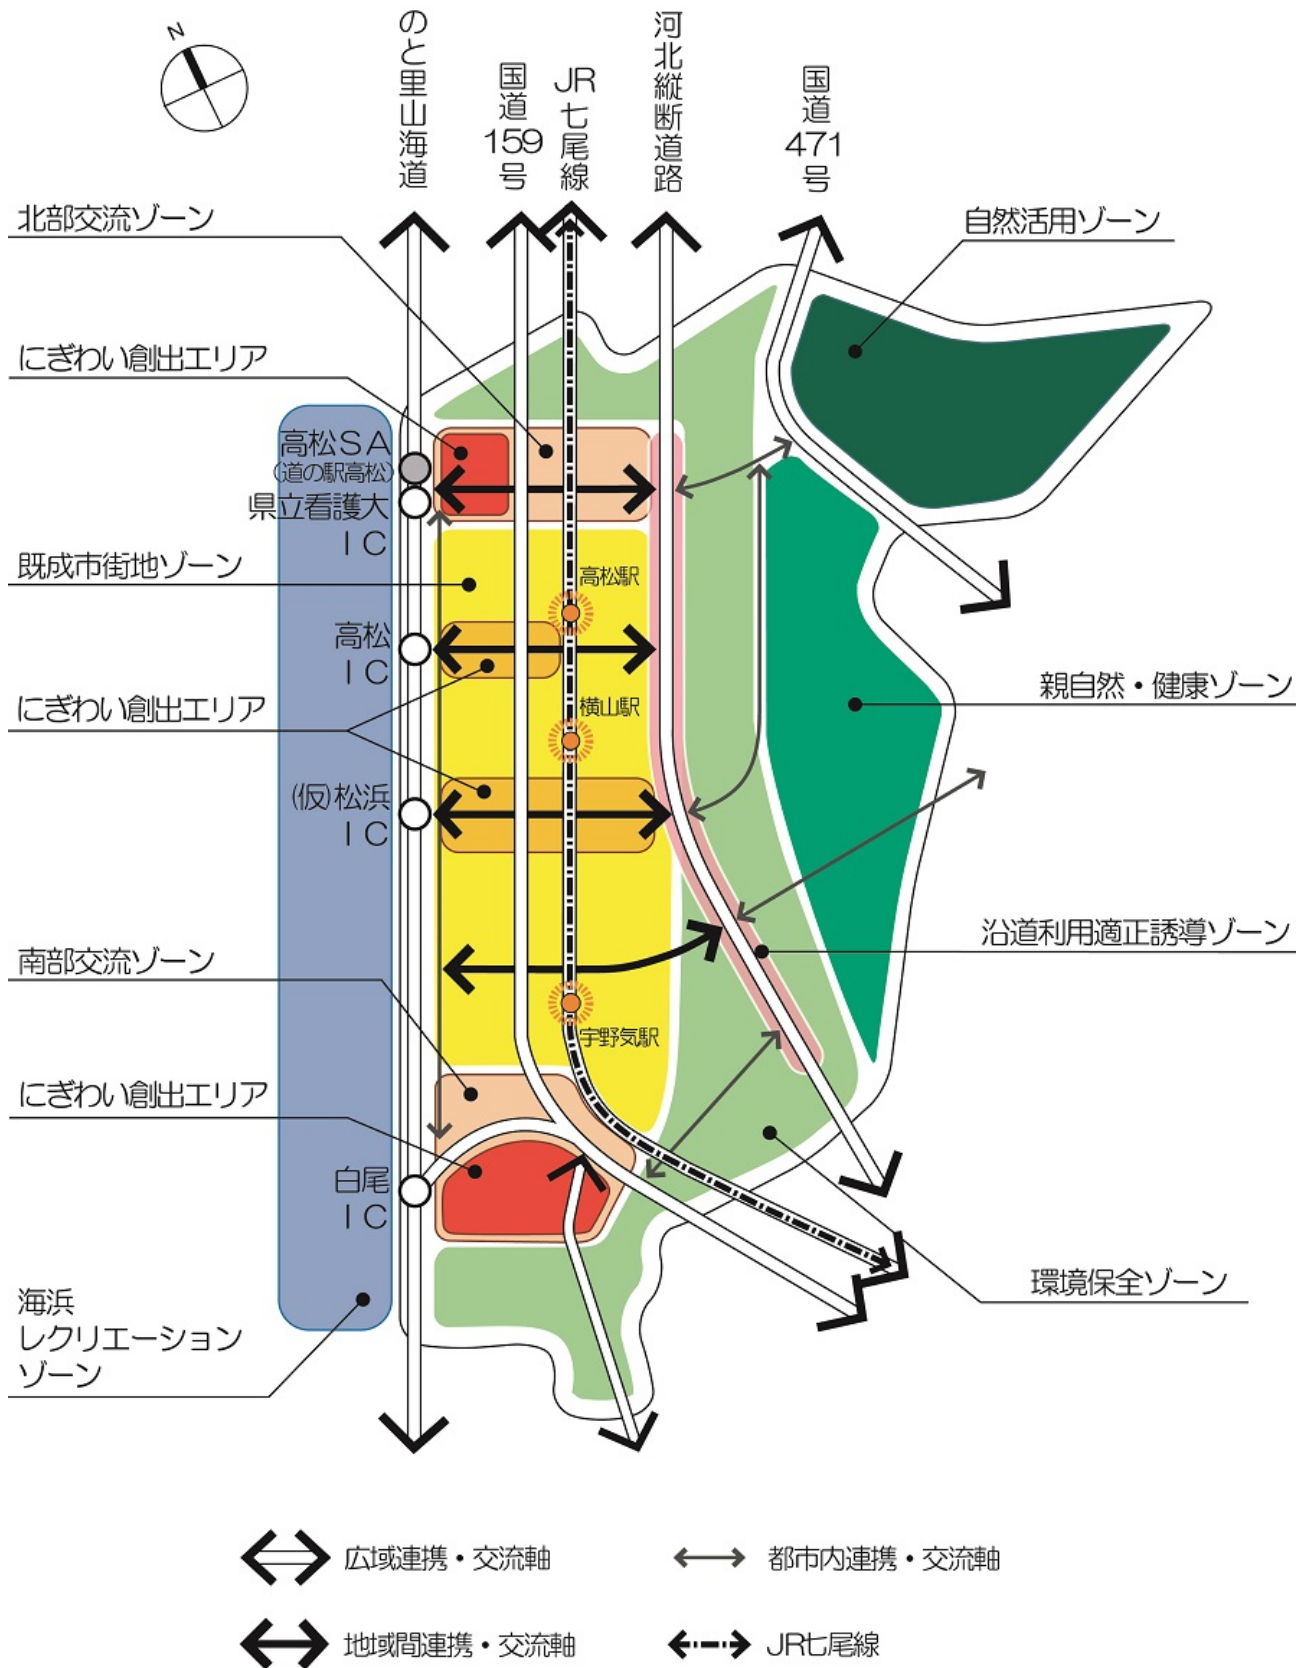 N
のと里山海道
国道159号
JR七尾線
河北縦断道路
国道471号
北部交流ゾーン
自然活用ゾーン
にぎわい創出エリア
高松SA
(道の駅高松)
県立看護大
IC
既成市街地ゾーン
高松駅
高松
IC
親自然・健康ゾーン
にぎわい創出エリア
横山駅
(仮)松浜
IC
沿道利用適正誘導ゾーン
南部交流ゾーン
宇野気駅
にぎわい創出エリア
白尾
IC
環境保全ゾーン
海浜
レクリエーション
ゾーン
広域連携・交流軸
都市内連携・交流軸
地域間連携・交流軸
JR七尾線